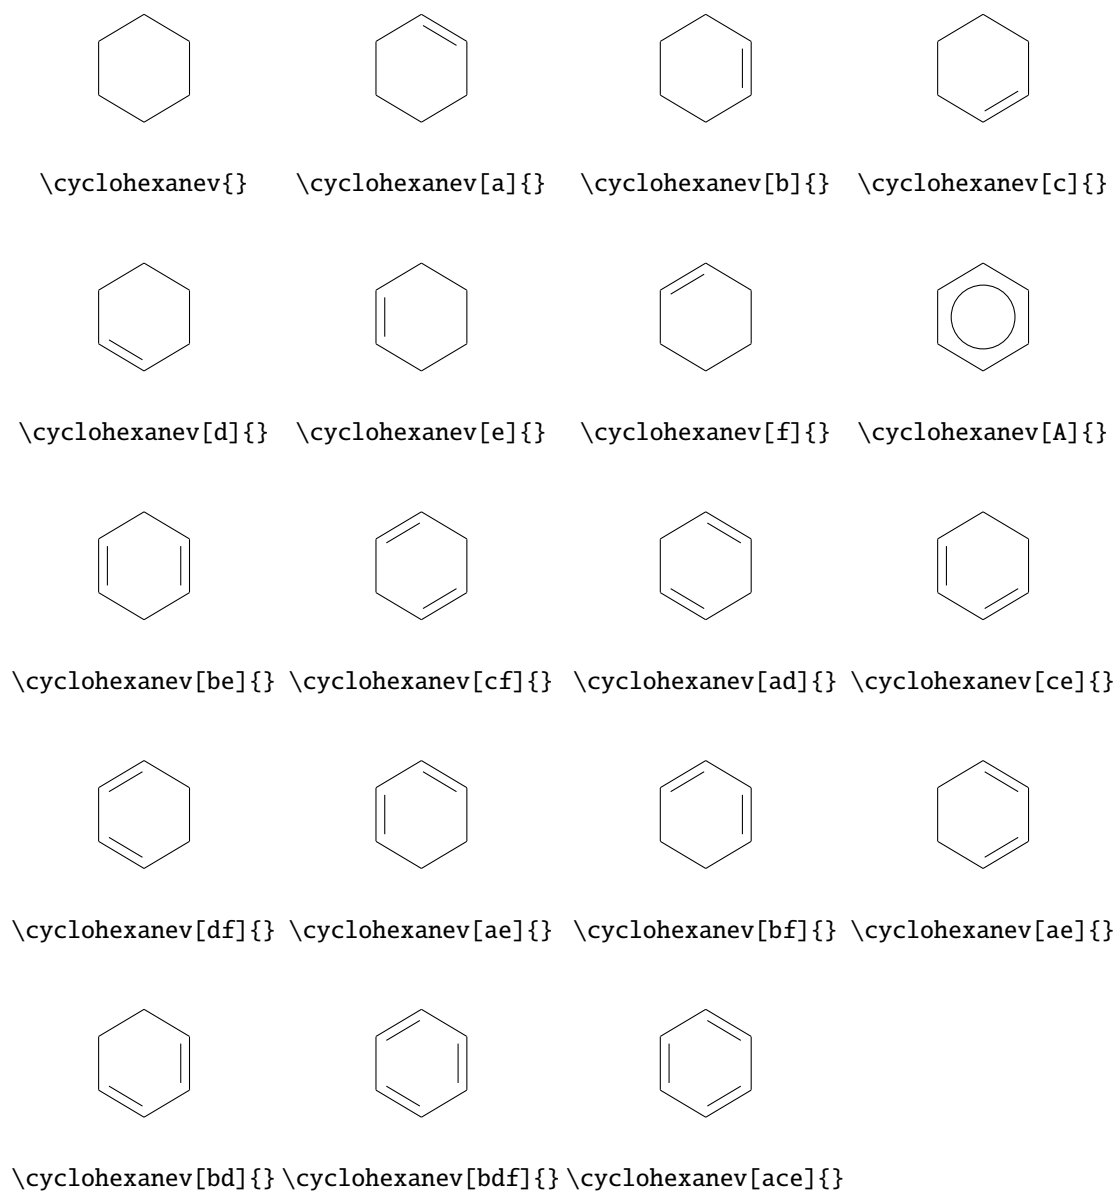 \cyclohexanev{} \cyclohexanev[a]{} \cyclohexanev[b]{} \cyclohexanev[c]{}
\cyclohexanev[d]{} \cyclohexanev[e]{} \cyclohexanev[f]{} \cyclohexanev[A]{}
\cyclohexanev[be]{} \cyclohexanev[cf]{} \cyclohexanev[ad]{} \cyclohexanev[ce]{}
\cyclohexanev[df]{} \cyclohexanev[ae]{} \cyclohexanev[bf]{} \cyclohexanev[ae]{}
\cyclohexanev[bd]{} \cyclohexanev[bdf]{} \cyclohexanev[ace]{}